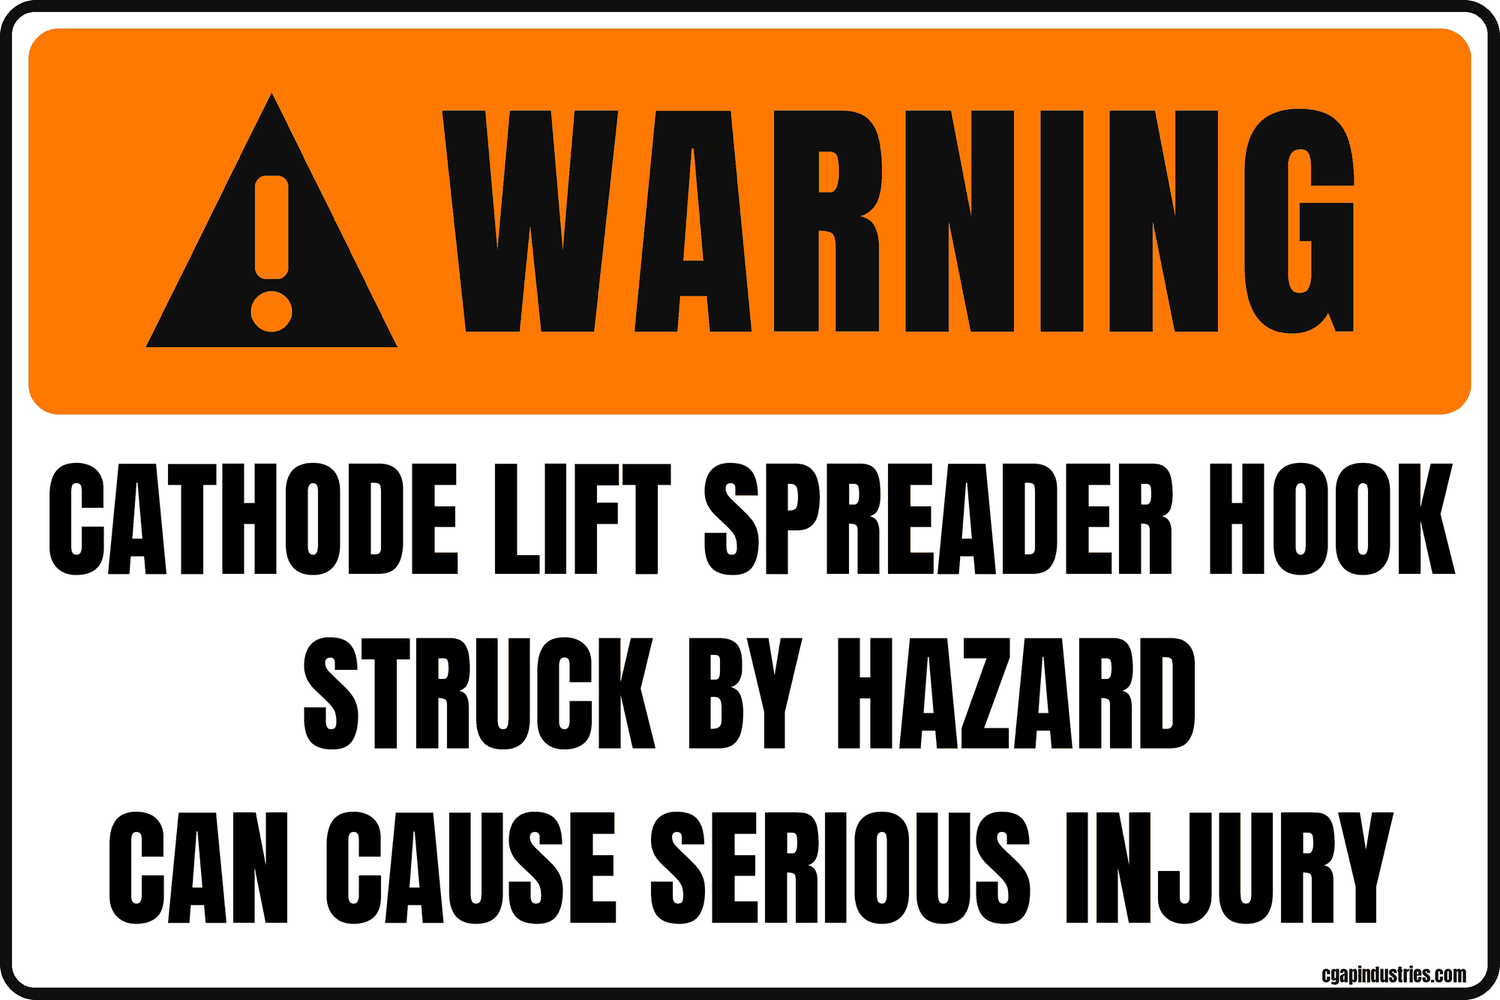 WARNING
CATHODE LIFT SPREADER HOOK
STRUCK BY HAZARD
CAN CAUSE SERIOUS INJURY
cgapindustries.com